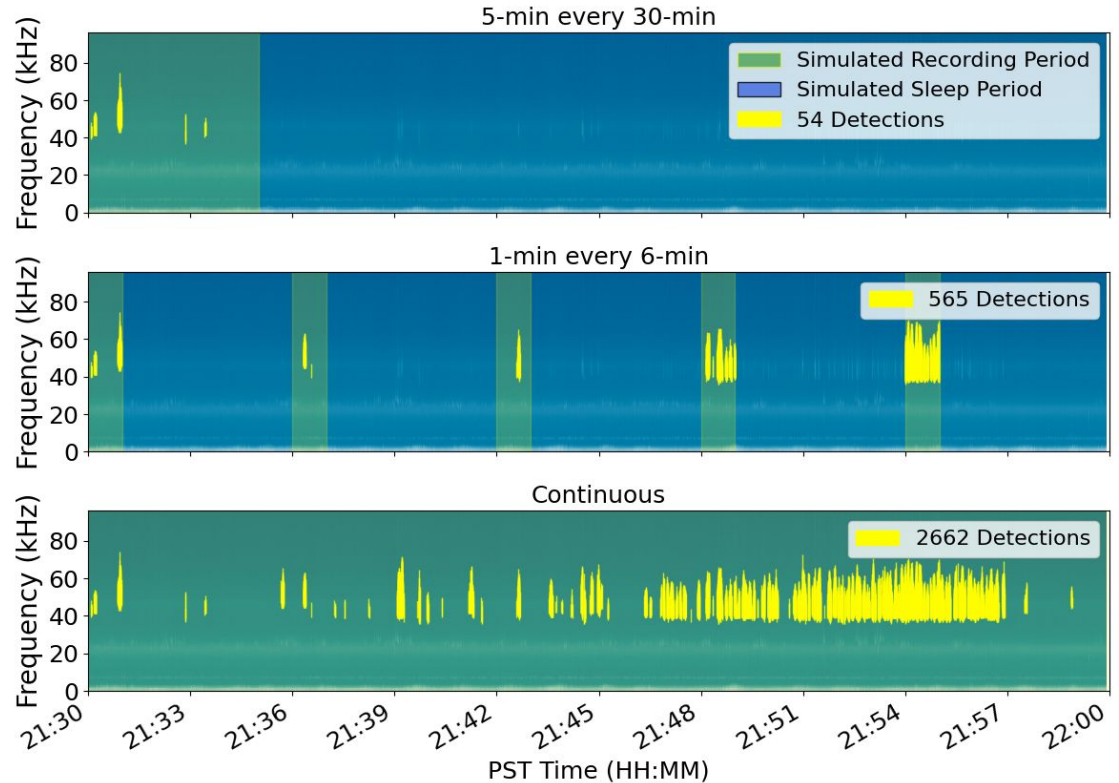 5-min every 30-min
Frequency (kHz)
80
60
40
20
0
Simulated Recording Period
Simulated Sleep Period
54 Detections
1-min every 6-min
Frequency (kHz)
80
60
40
20
0
565 Detections
Continuous
Frequency (kHz)
80
60
40
20
0
2662 Detections
21:30 21:33 21:36 21:39 21:42 21:45 21:48 21:51 21:54 21:57 22:00
PST Time (HH:MM)